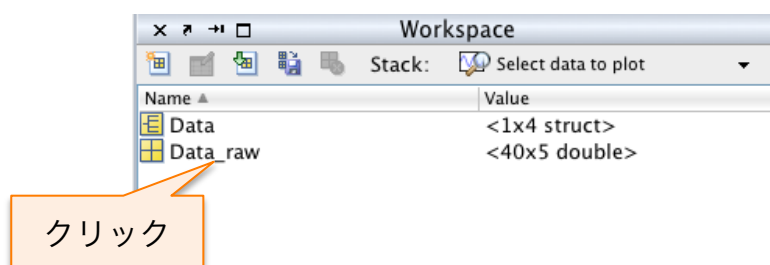 Workspace
Stack: Select data to plot
Name Value
Data <1x4 struct>
Data_raw <40x5 double>
クリック